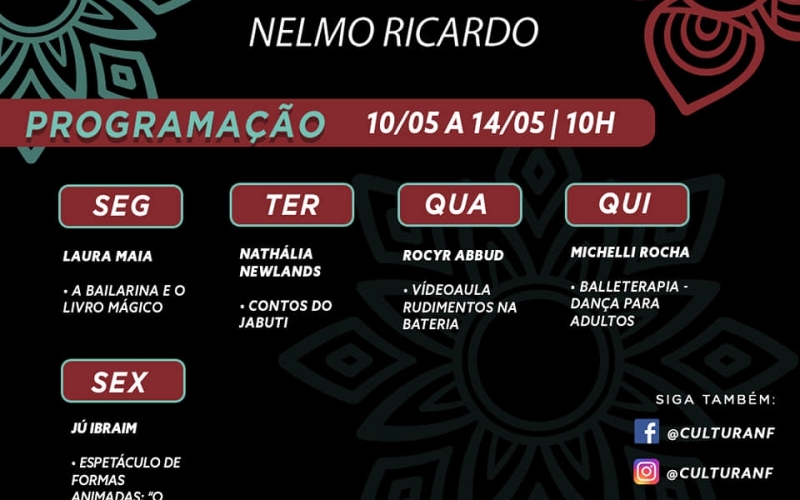 NELMO RICARDO
PROGRAMAÇÃO
10/05 A 14/05 | 10H
SEG
LAURA MAIA
• A BAILARINA E O
LIVRO MÁGICO
TER
NATHÁLIA
NEWLANDS
• CONTOS DO
JABUTI
QUA
ROCYR ABBUD
• VÍDEOAULA
RUDIMENTOS NA
BATERIA
QUI
MICHELLI ROCHA
• BALLETERAPIA -
DANÇA PARA
ADULTOS
SEX
JÚ IBRAIM
• ESPETÁCULO DE
FORMAS
ANIMADAS: "O
SIGA TAMBÉM:
@CULTURANF
@CULTURANF